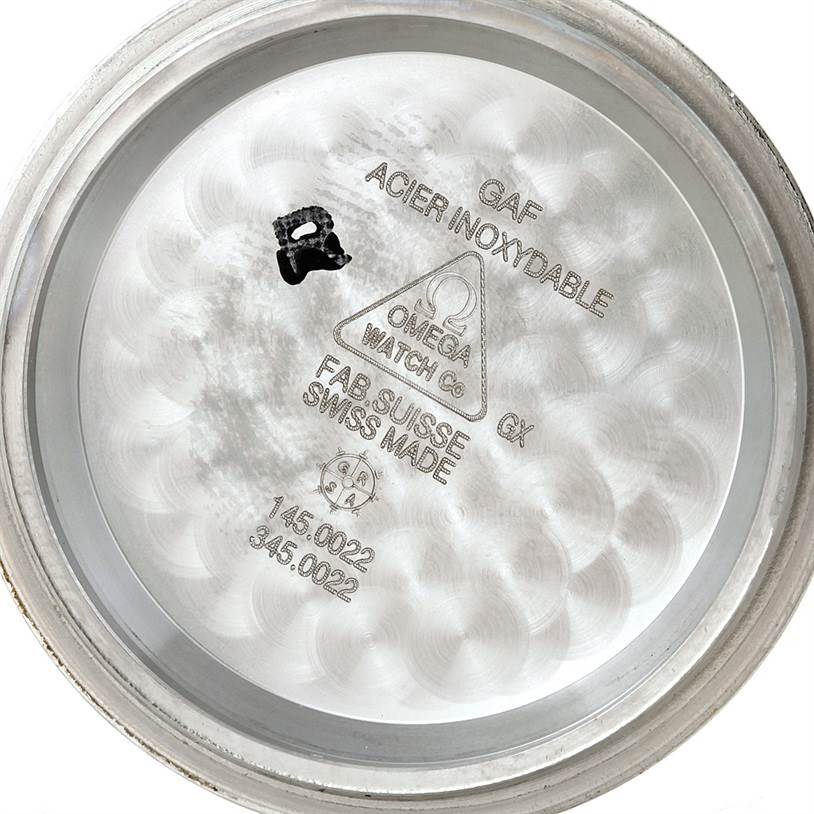 GAF
ACIER INOXYDABLE
Ω
OMEGA
WATCH Co
GX
FAB.SUISSE
SWISS MADE
G R
S A
145.0022
345.0022